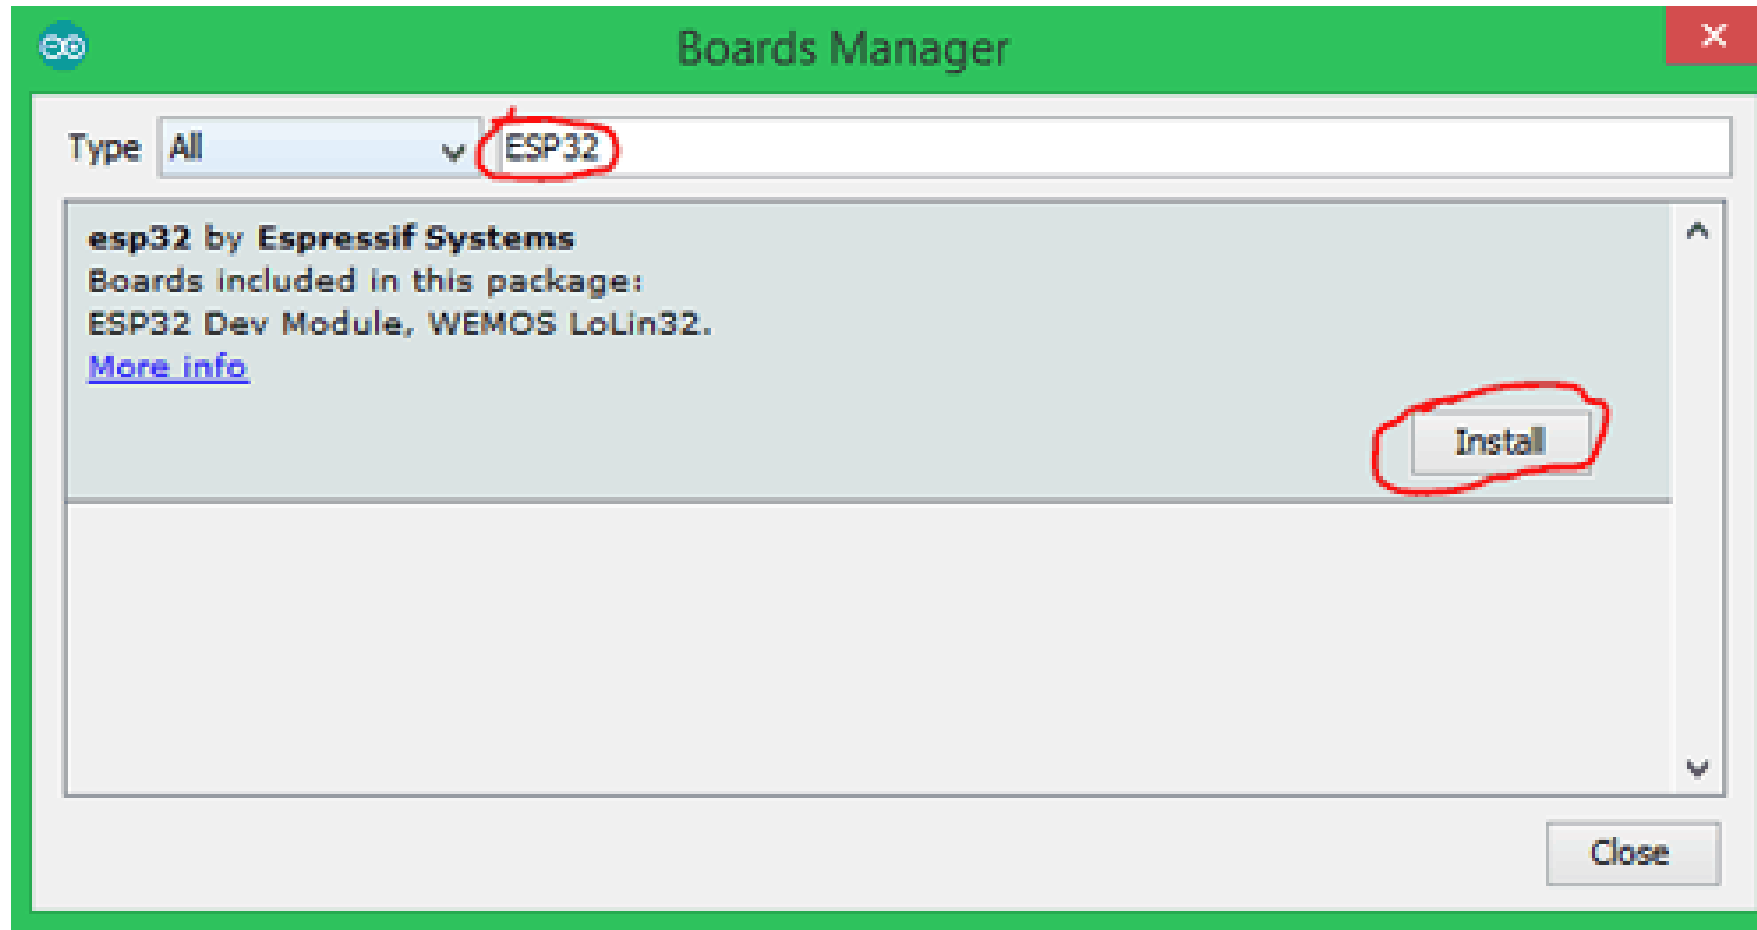 Boards Manager
Type All ESP32
esp32 by Espressif Systems
Boards included in this package:
ESP32 Dev Module, WEMOS LoLin32.
More info
Install
Close